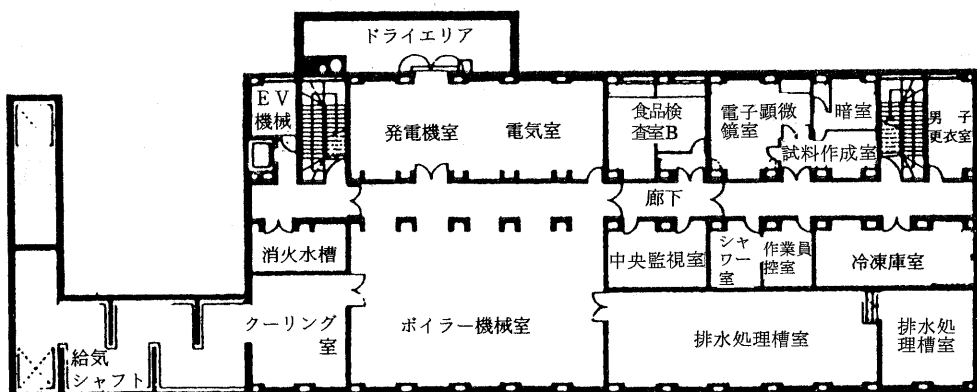 ドライエリア
EV
機械
発電機室
電気室
食品検
査室B
電子顕微
鏡室
暗室
試料作成室
男子
更衣室
廊下
消火水槽
中央監視室
シャ
ワー
室
作業員
控室
冷凍庫室
クーリング
室
ボイラー機械室
排水処理槽室
排水処
理槽室
給気
シャフト